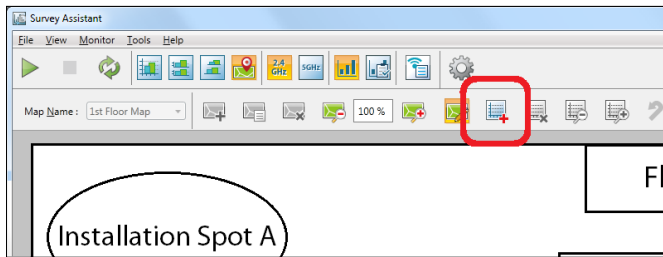 Survey Assistant
File View Monitor Tools Help
2.4 GHz 5GHz
Map Name : 1st Floor Map 100 %
Fl
Installation Spot A